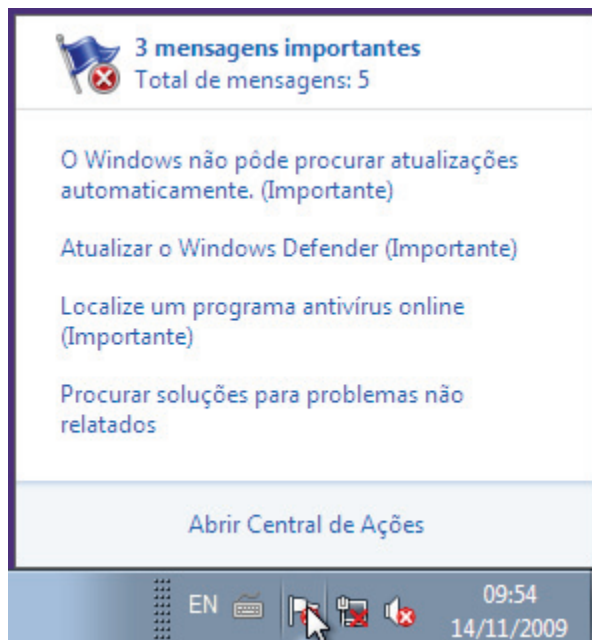 3 mensagens importantes
Total de mensagens: 5
O Windows não pôde procurar atualizações
automaticamente. (Importante)
Atualizar o Windows Defender (Importante)
Localize um programa antivírus online
(Importante)
Procurar soluções para problemas não
relatados
Abrir Central de Ações
EN
09:54
14/11/2009